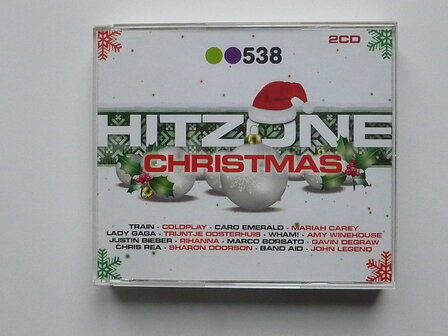 538
2CD
HITZONE
CHRISTMAS
TRAIN - COLDPLAY - CARO EMERALD - MARIAH CAREY
LADY GAGA - TRIJNTJE OOSTERHUIS - WHAM! - AMY WINEHOUSE
JUSTIN BIEBER - RIHANNA - MARCO BORSATO - GAVIN DEGRAW
CHRIS REA - SHARON DOORSON - BAND AID - JOHN LEGEND